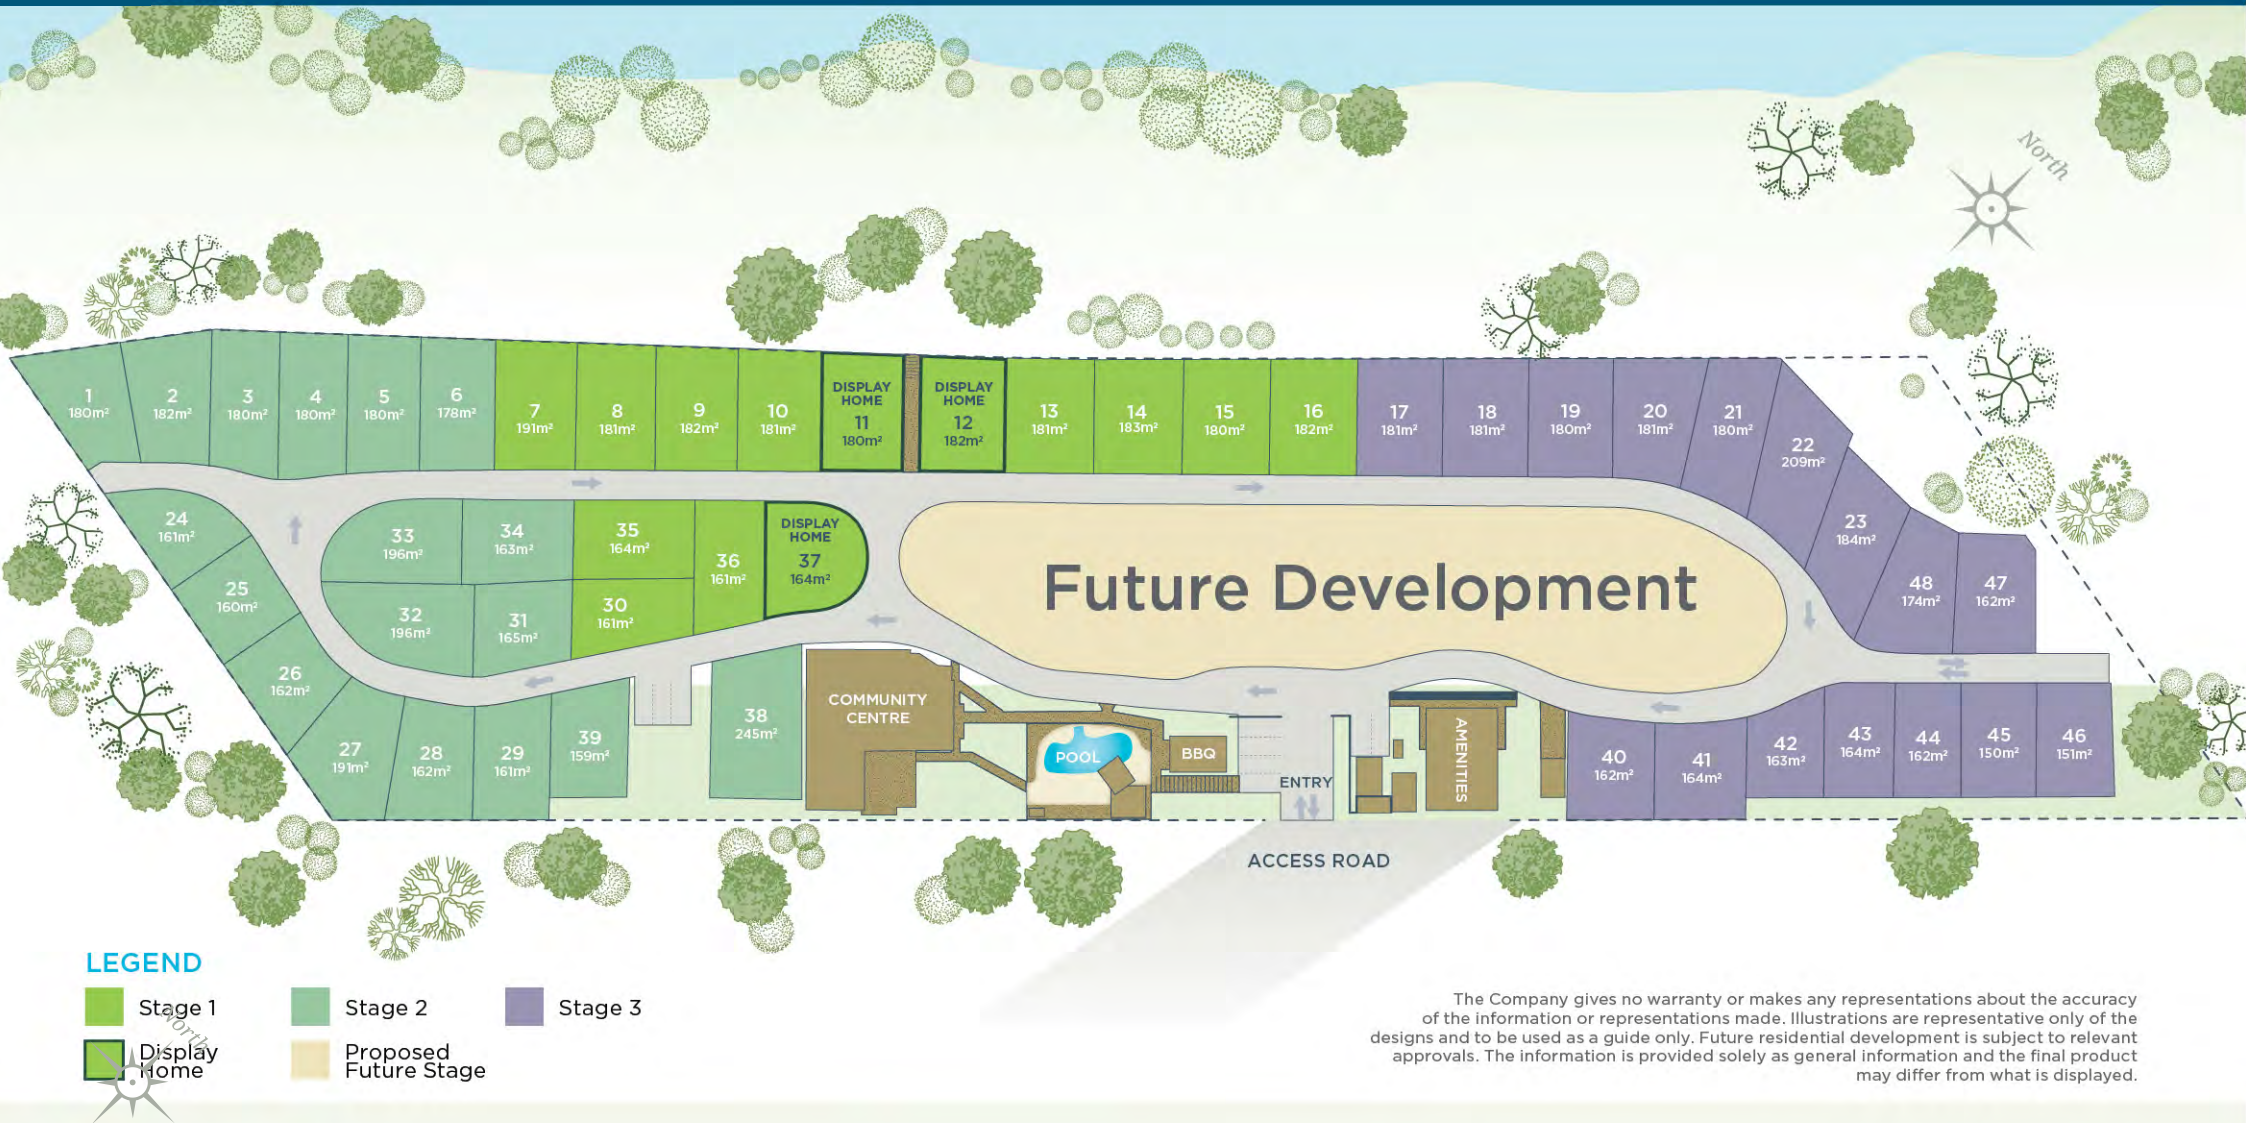 North
1
180m²
2
182m²
3
180m²
4
180m²
5
180m²
6
178m²
7
191m²
8
181m²
9
182m²
10
181m²
DISPLAY
HOME
11
180m²
DISPLAY
HOME
12
182m²
13
181m²
14
183m²
15
180m²
16
182m²
17
181m²
18
181m²
19
180m²
20
181m²
21
180m²
22
209m²
23
184m²
48
174m²
47
162m²
24
161m²
25
160m²
26
162m²
27
191m²
28
162m²
29
161m²
39
159m²
33
196m²
34
163m²
35
164m²
36
161m²
DISPLAY
HOME
37
164m²
32
196m²
31
165m²
30
161m²
Future Development
38
245m²
COMMUNITY
CENTRE
POOL
BBQ
ENTRY
AMENITIES
40
162m²
41
164m²
42
163m²
43
164m²
44
162m²
45
150m²
46
151m²
ACCESS ROAD
LEGEND
Stage 1
Stage 2
Stage 3
North
Display
Home
Proposed
Future Stage
The Company gives no warranty or makes any representations about the accuracy
of the information or representations made. Illustrations are representative only of the
designs and to be used as a guide only. Future residential development is subject to relevant
approvals. The information is provided solely as general information and the final product
may differ from what is displayed.